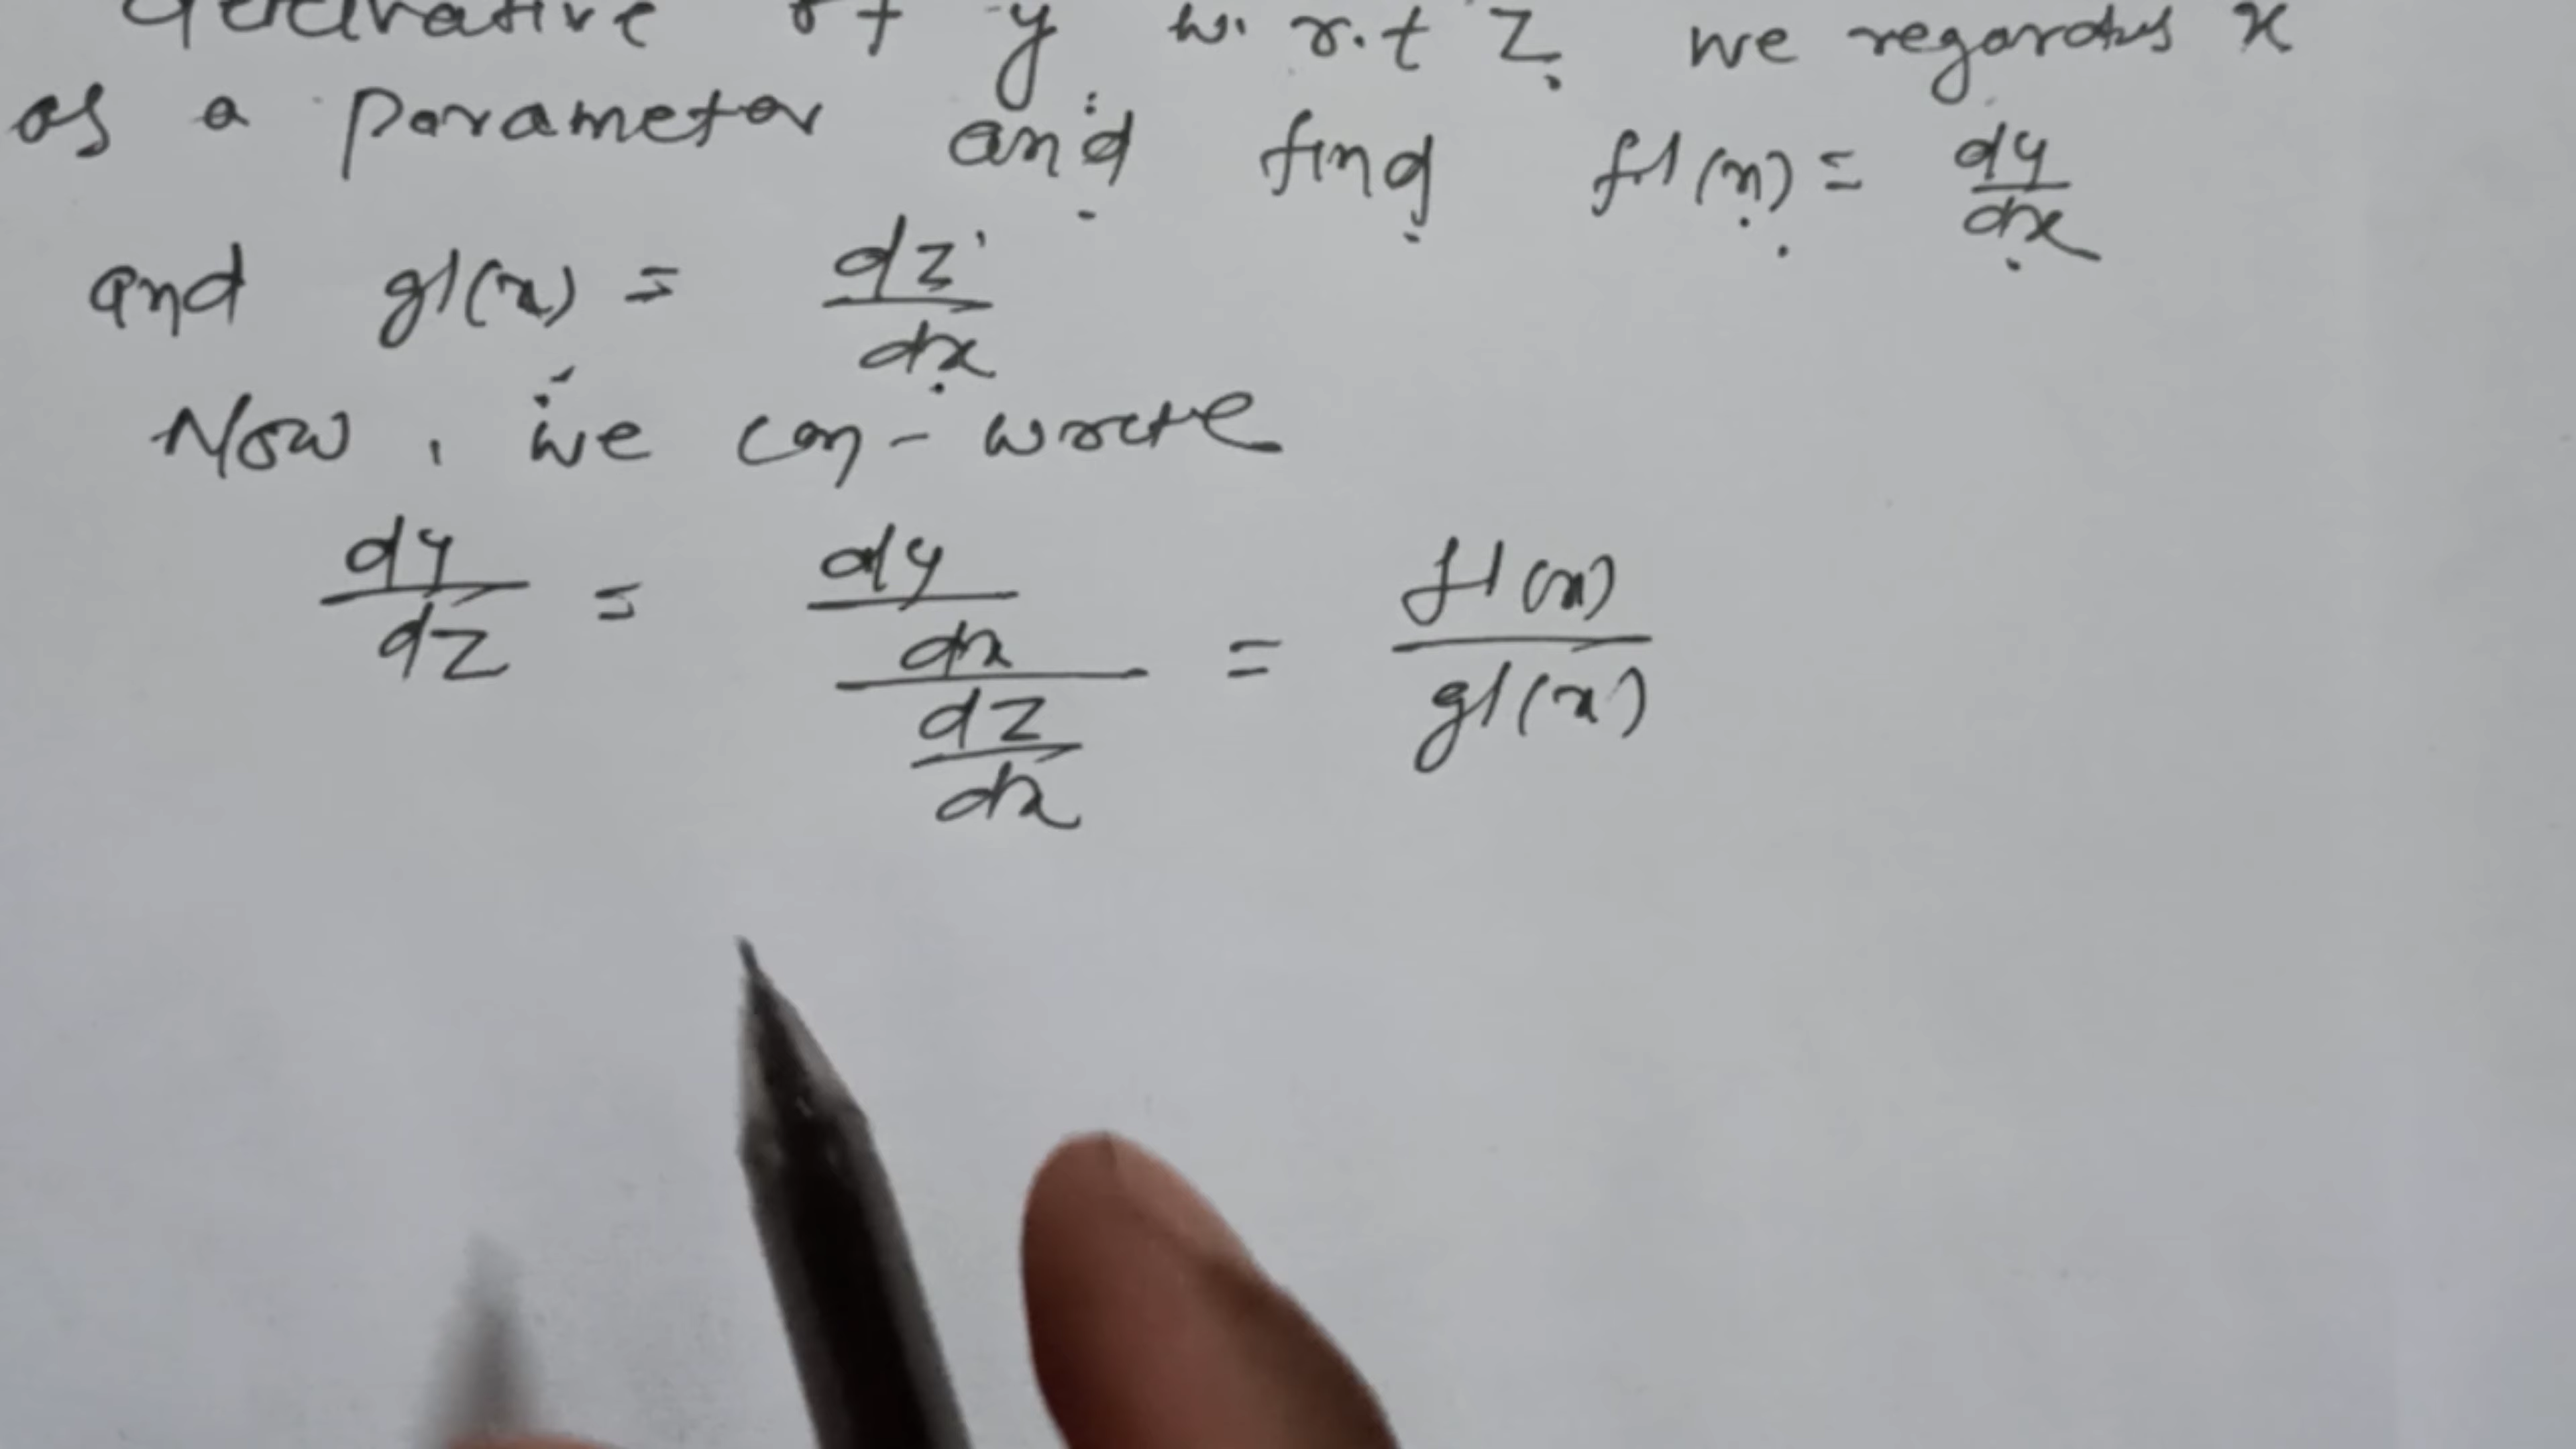 derivative of y w.r.t z we regards x
as a parameter and find f'(x) = dy/dx
and g'(x) = dz/dx
Now, we can write
dy/dz = (dy/dx)/(dz/dx) = f'(x)/g'(x)